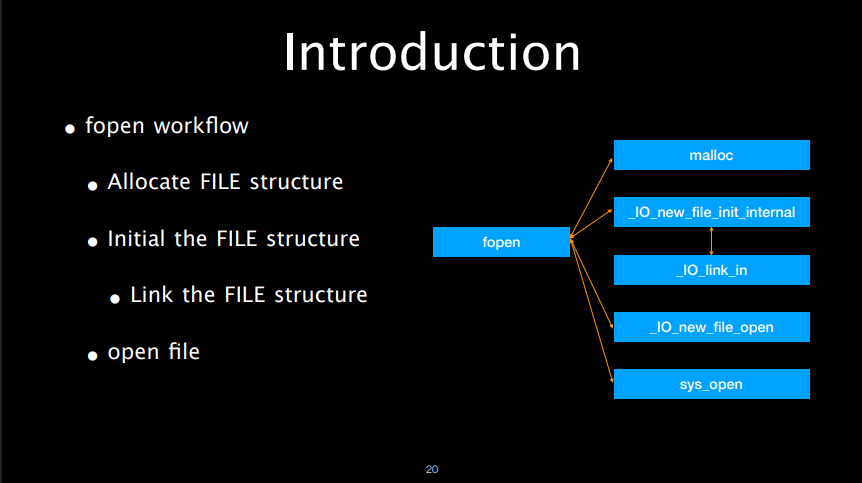 Introduction
fopen workflow
Allocate FILE structure
Initial the FILE structure
Link the FILE structure
open file
fopen
malloc
_IO_new_file_init_internal
_IO_link_in
_IO_new_file_open
sys_open
20